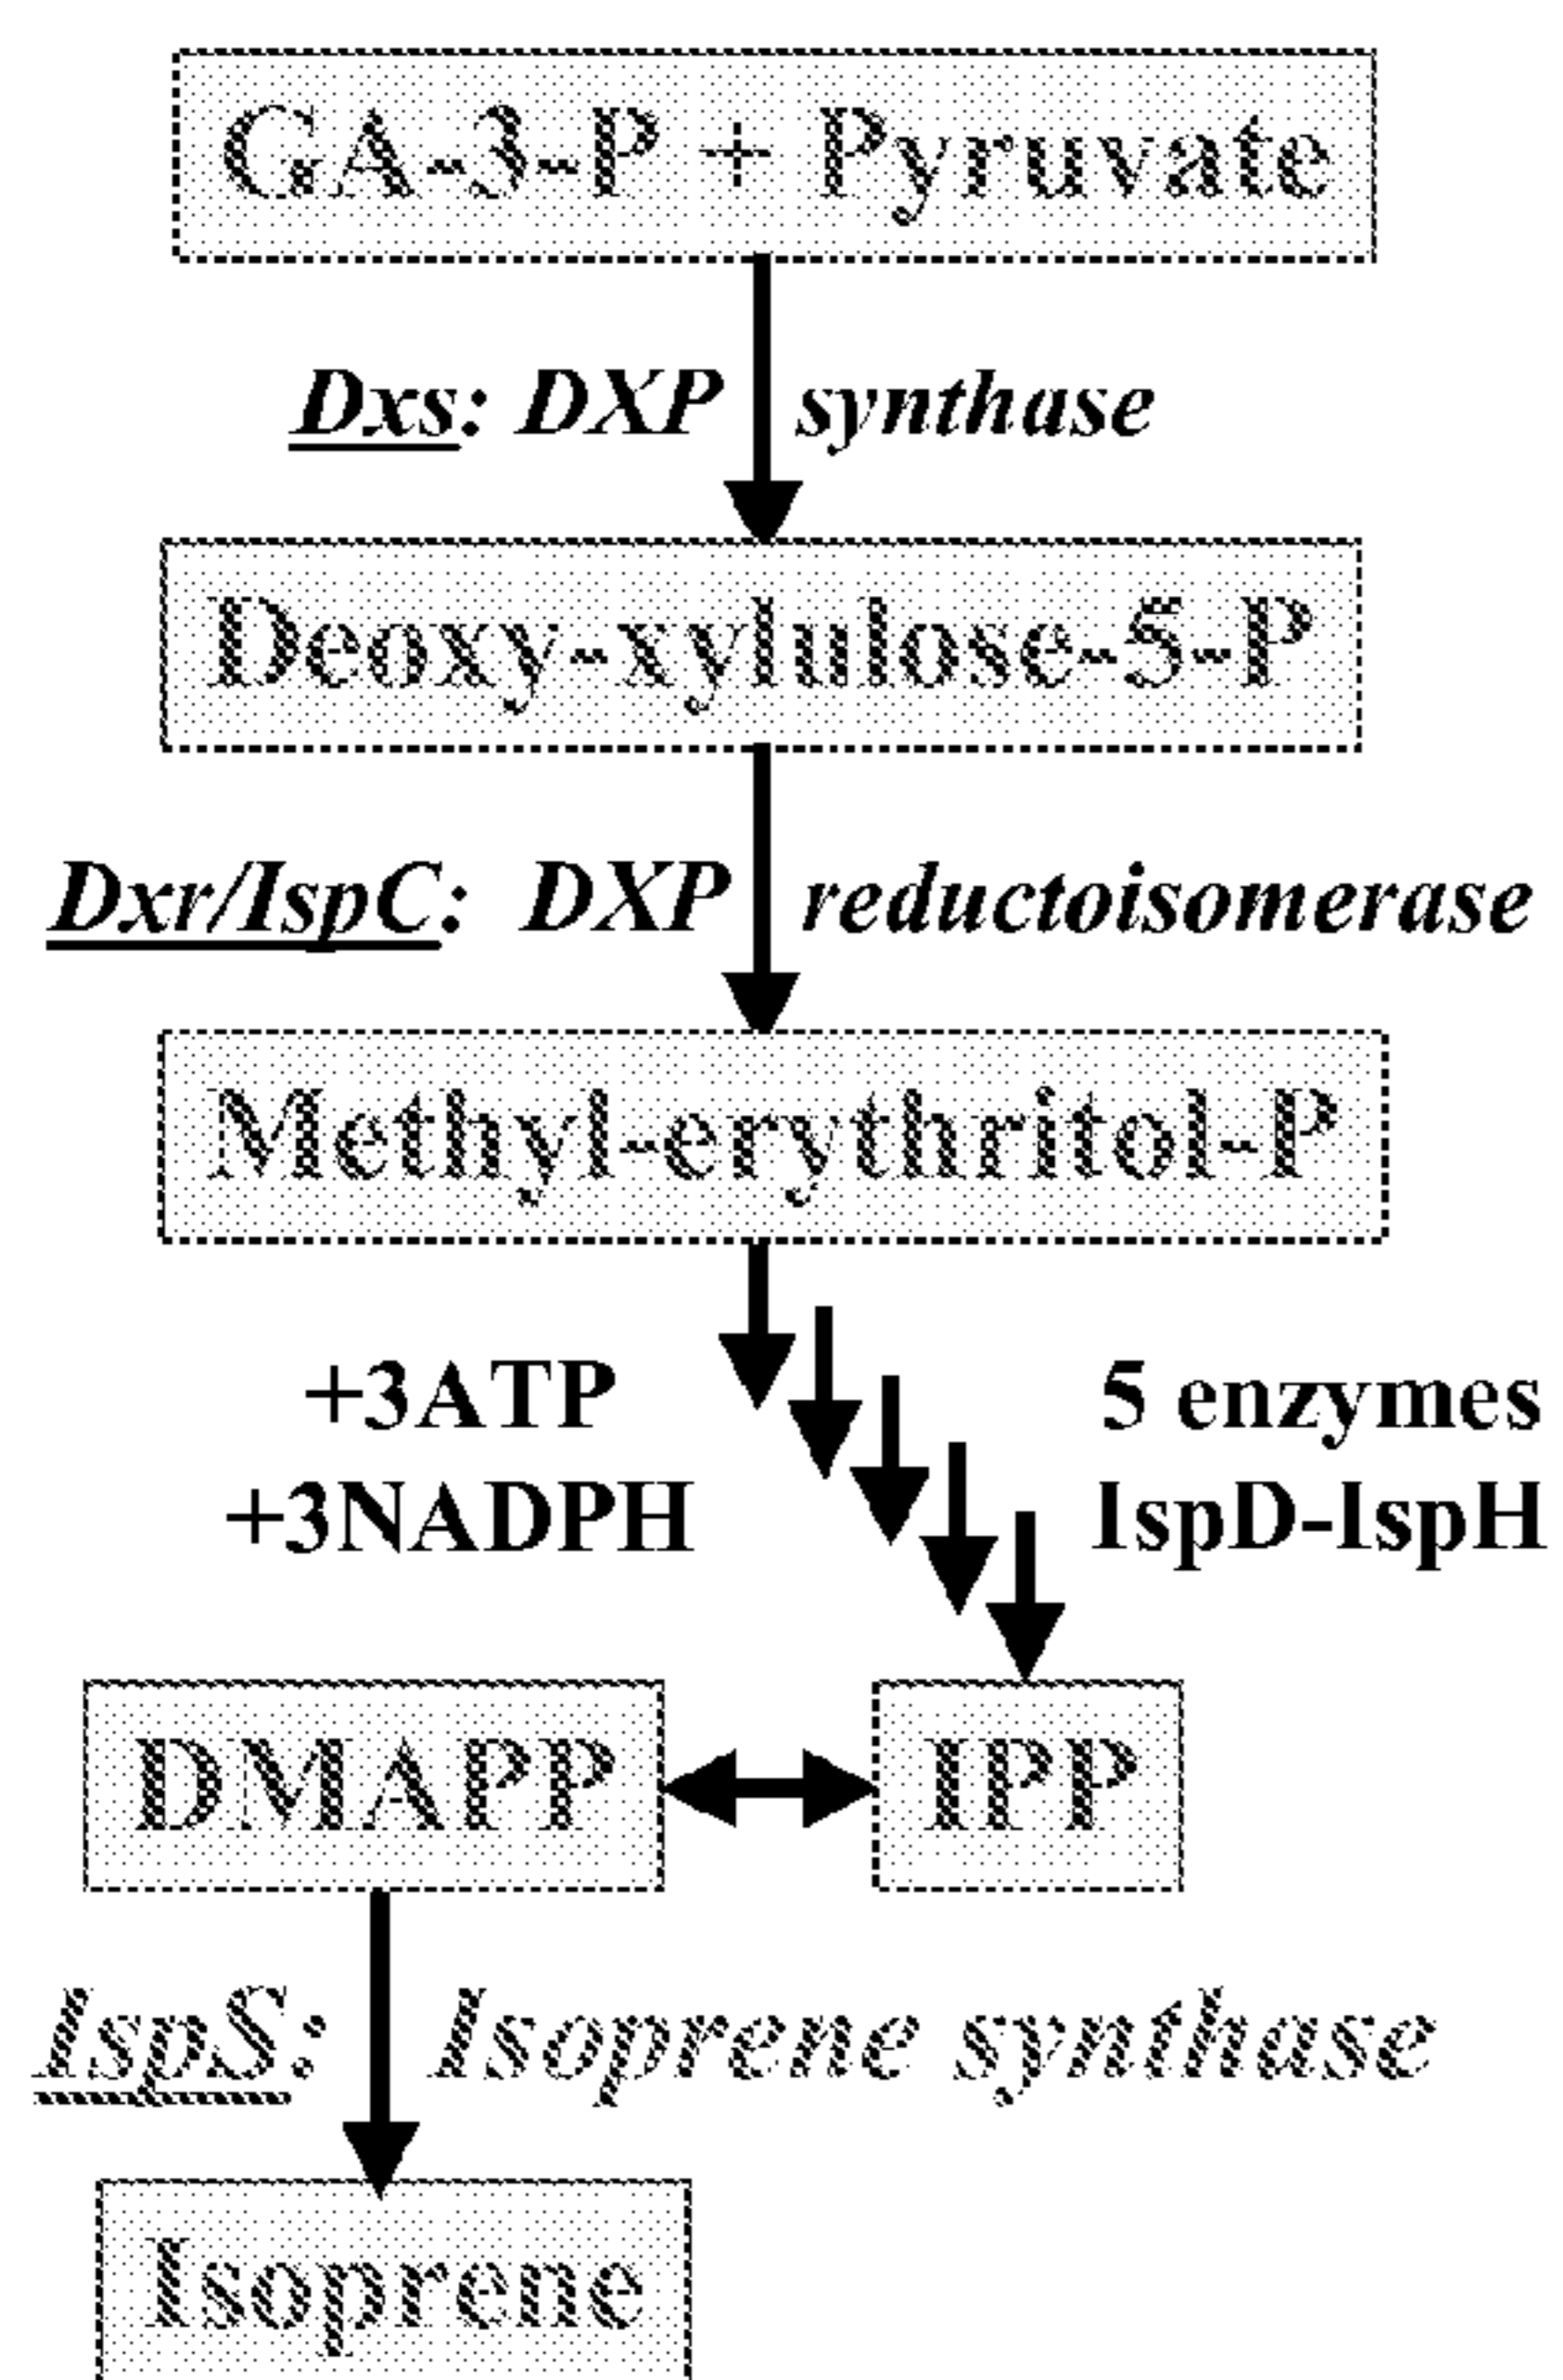 GA-3-P + Pyruvate
Dxs: DXP synthase
Deoxy-xylulose-5-P
Dxr/IspC: DXP reductoisomerase
Methyl-erythritol-P
+3ATP 5 enzymes
+3NADPH IspD-IspH
DMAPP IPP
IspS: Isoprene synthase
Isoprene